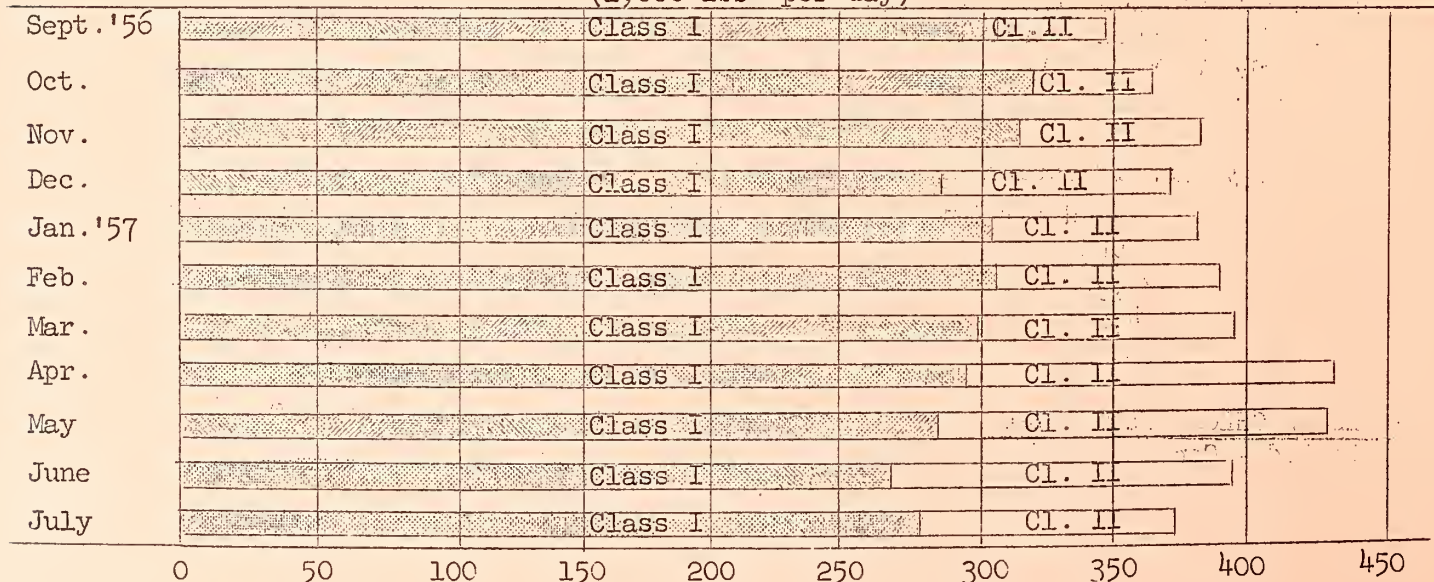 per day)
Sept.'56 Class I Cl II
Oct. Class I Cl. II
Nov. Class I Cl. II
Dec. Class I Cl. II
Jan.'57 Class I Cl. II
Feb. Class I Cl. II
Mar. Class I Cl. II
Apr. Class I Cl. II
May Class I Cl. II
June Class I Cl. II
July Class I Cl. II
0 50 100 150 200 250 300 350 400 450